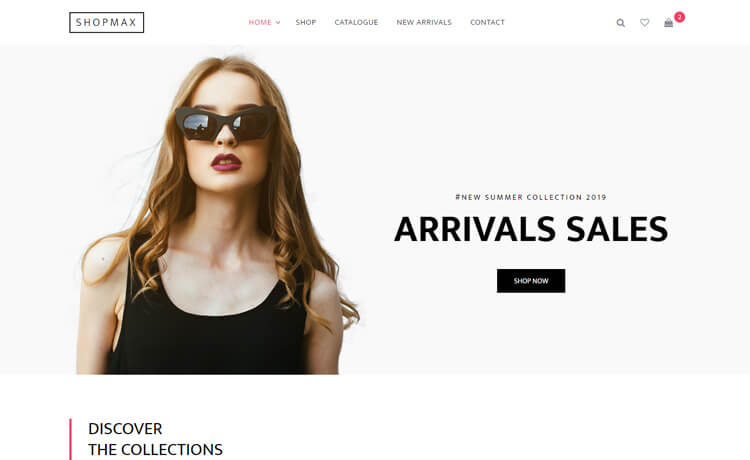 SHOPMAX
HOME SHOP CATALOGUE NEW ARRIVALS CONTACT
2
#NEW SUMMER COLLECTION 2019
ARRIVALS SALES
SHOP NOW
DISCOVER
THE COLLECTIONS